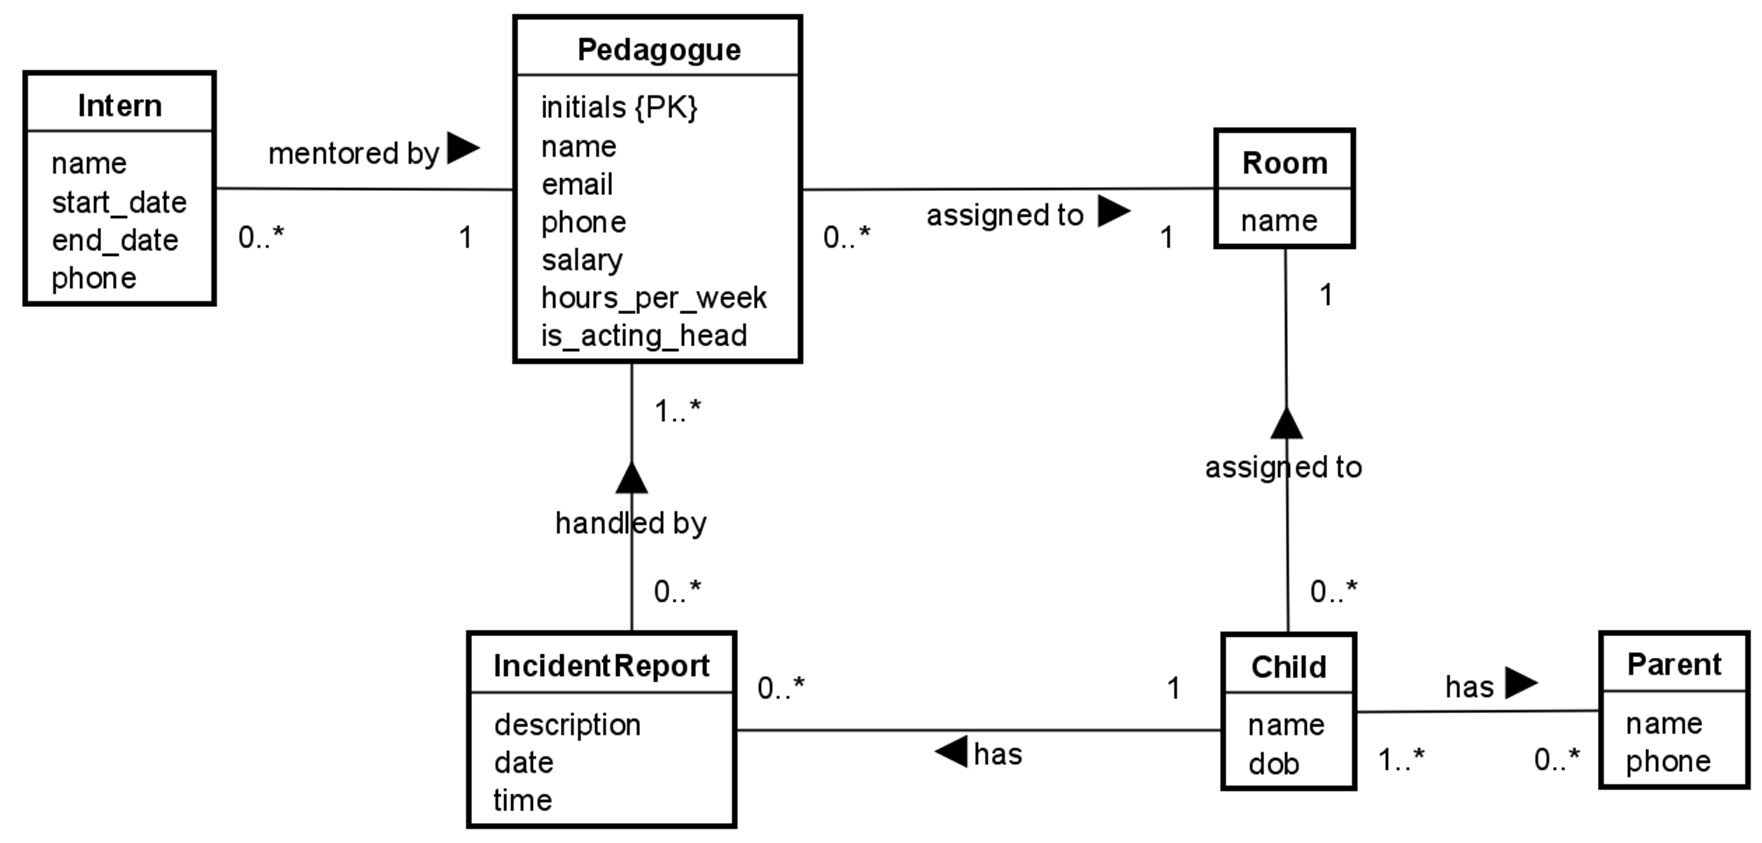 Intern
name
start_date
end_date
phone
mentored by
0..*
1
Pedagogue
initials {PK}
name
email
phone
salary
hours_per_week
is_acting_head
0..*
assigned to
1
Room
name
1
assigned to
0..*
1..*
handled by
0..*
IncidentReport
description
date
time
0..*
has
1
Child
name
dob
has
1..*
0..*
Parent
name
phone